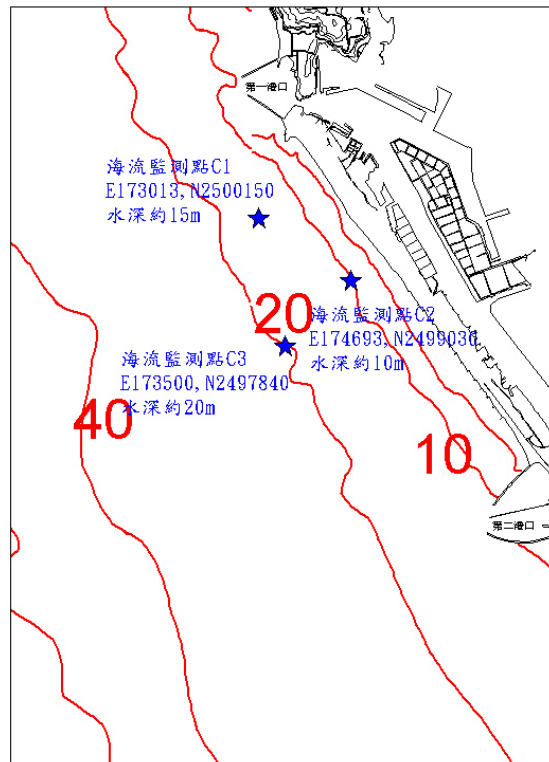 第一港口
海流監測點C1
E173013,N2500150
水深約15m
20
海流監測點C2
E174693,N2499036
水深約10m
海流監測點C3
E173500,N2497840
水深約20m
40
10
第二港口